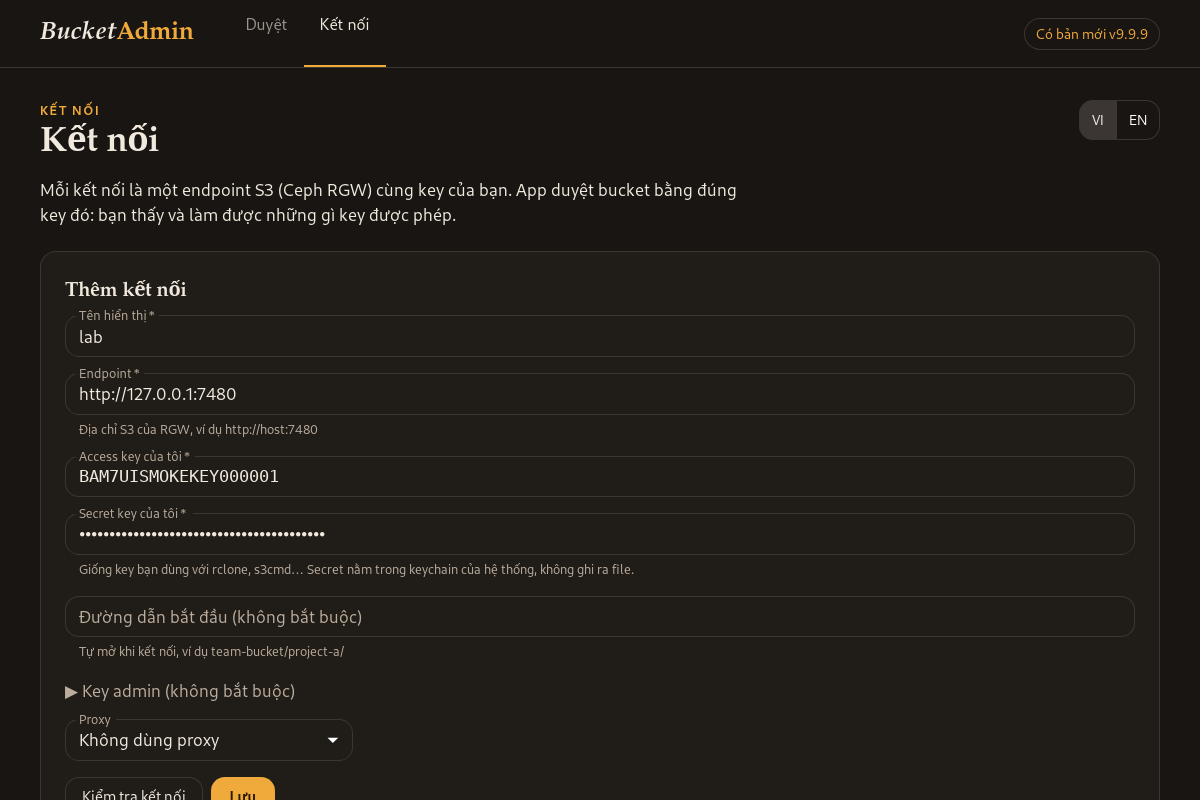 BucketAdmin
Duyệt
Kết nối
Có bản mới v9.9.9
KẾT NỐI
Kết nối
VI
EN
Mỗi kết nối là một endpoint S3 (Ceph RGW) cùng key của bạn. App duyệt bucket bằng đúng
key đó: bạn thấy và làm được những gì key được phép.
Thêm kết nối
Tên hiển thị *
lab
Endpoint *
http://127.0.0.1:7480
Địa chỉ S3 của RGW, ví dụ http://host:7480
Access key của tôi *
BAM7UISMOKEKEY000001
Secret key của tôi *
•••••••••••••••••••••••••••••••••••••••••
Giống key bạn dùng với rclone, s3cmd... Secret nằm trong keychain của hệ thống, không ghi ra file.
Đường dẫn bắt đầu (không bắt buộc)
Tự mở khi kết nối, ví dụ team-bucket/project-a/
▶ Key admin (không bắt buộc)
Proxy
Không dùng proxy
Kiểm tra kết nối
Lưu